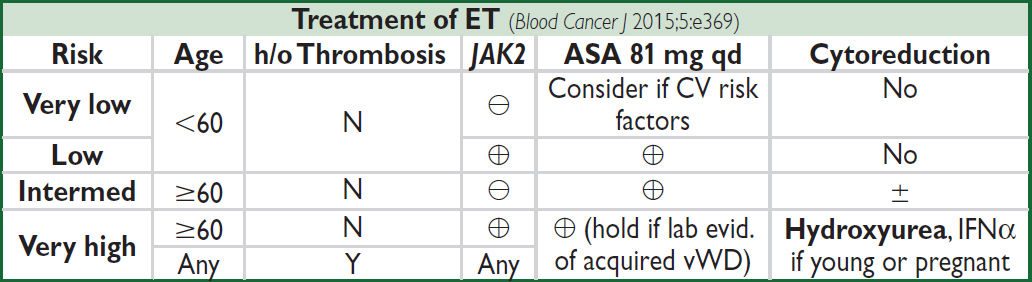 Treatment of ET (Blood Cancer J 2015;5:e369)
Risk Age h/o Thrombosis JAK2 ASA 81 mg qd Cytoreduction
Very low <60 N ⊖ Consider if CV risk factors No
Low ⊕ ⊕ No
Intermed ≥60 N ⊖ ⊕ ±
Very high ≥60 N ⊕ ⊕ (hold if lab evid. of acquired vWD) Hydroxyurea, IFNα if young or pregnant
Any Y Any